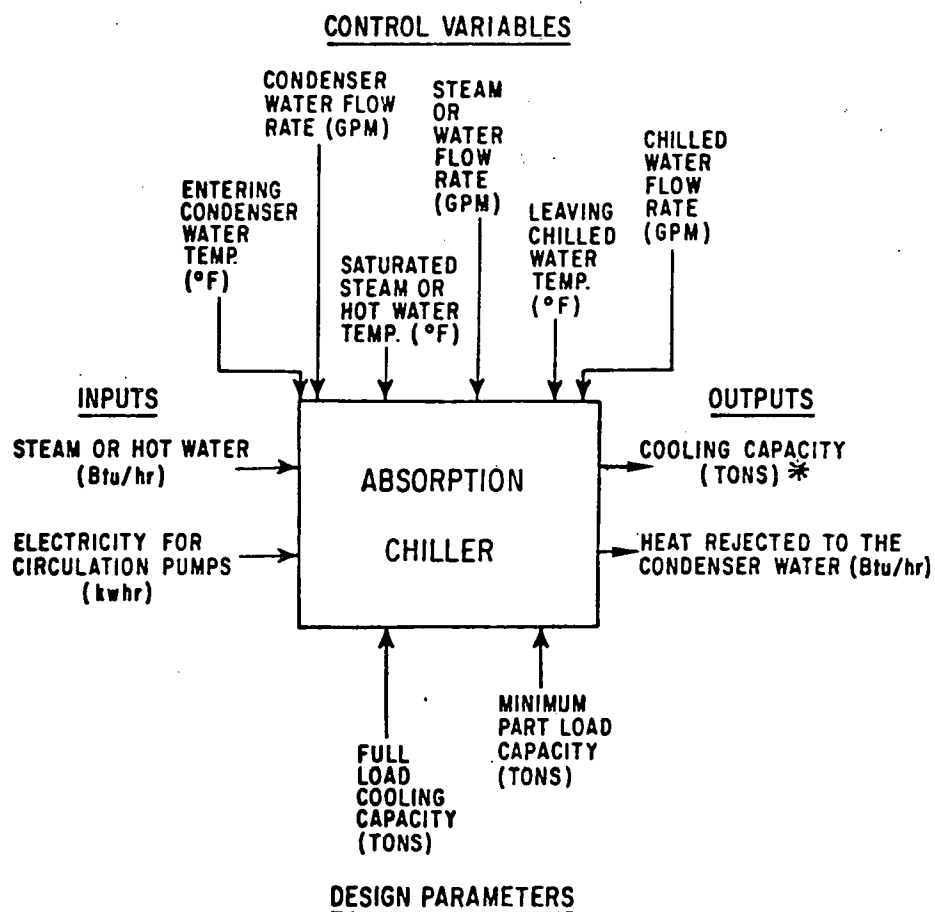 CONTROL VARIABLES
CONDENSER
WATER FLOW
RATE (GPM)
STEAM
OR
WATER
FLOW
RATE
(GPM)
CHILLED
WATER
FLOW
RATE
(GPM)
ENTERING
CONDENSER
WATER
TEMP.
(°F)
SATURATED
STEAM OR
HOT WATER
TEMP. (°F)
LEAVING
CHILLED
WATER
TEMP.
(°F)
INPUTS
STEAM OR HOT WATER
(Btu/hr)
ELECTRICITY FOR
CIRCULATION PUMPS
(kwhr)
ABSORPTION
CHILLER
OUTPUTS
COOLING CAPACITY
(TONS) *
HEAT REJECTED TO THE
CONDENSER WATER (Btu/hr)
FULL
LOAD
COOLING
CAPACITY
(TONS)
MINIMUM
PART LOAD
CAPACITY
(TONS)
DESIGN PARAMETERS